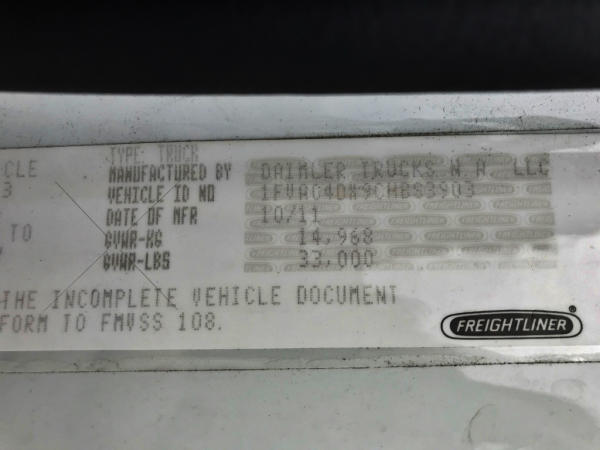 TYPE: TRUCK
CLE MANUFACTURED BY DAIMLER TRUCKS N.A. LLC
3 VEHICLE ID NO
DATE OF MFR 10/11
TO GVWR-KG 14,968
GVWR-LBS 33,000
THE INCOMPLETE VEHICLE DOCUMENT
FORM TO FMVSS 108.
FREIGHTLINER